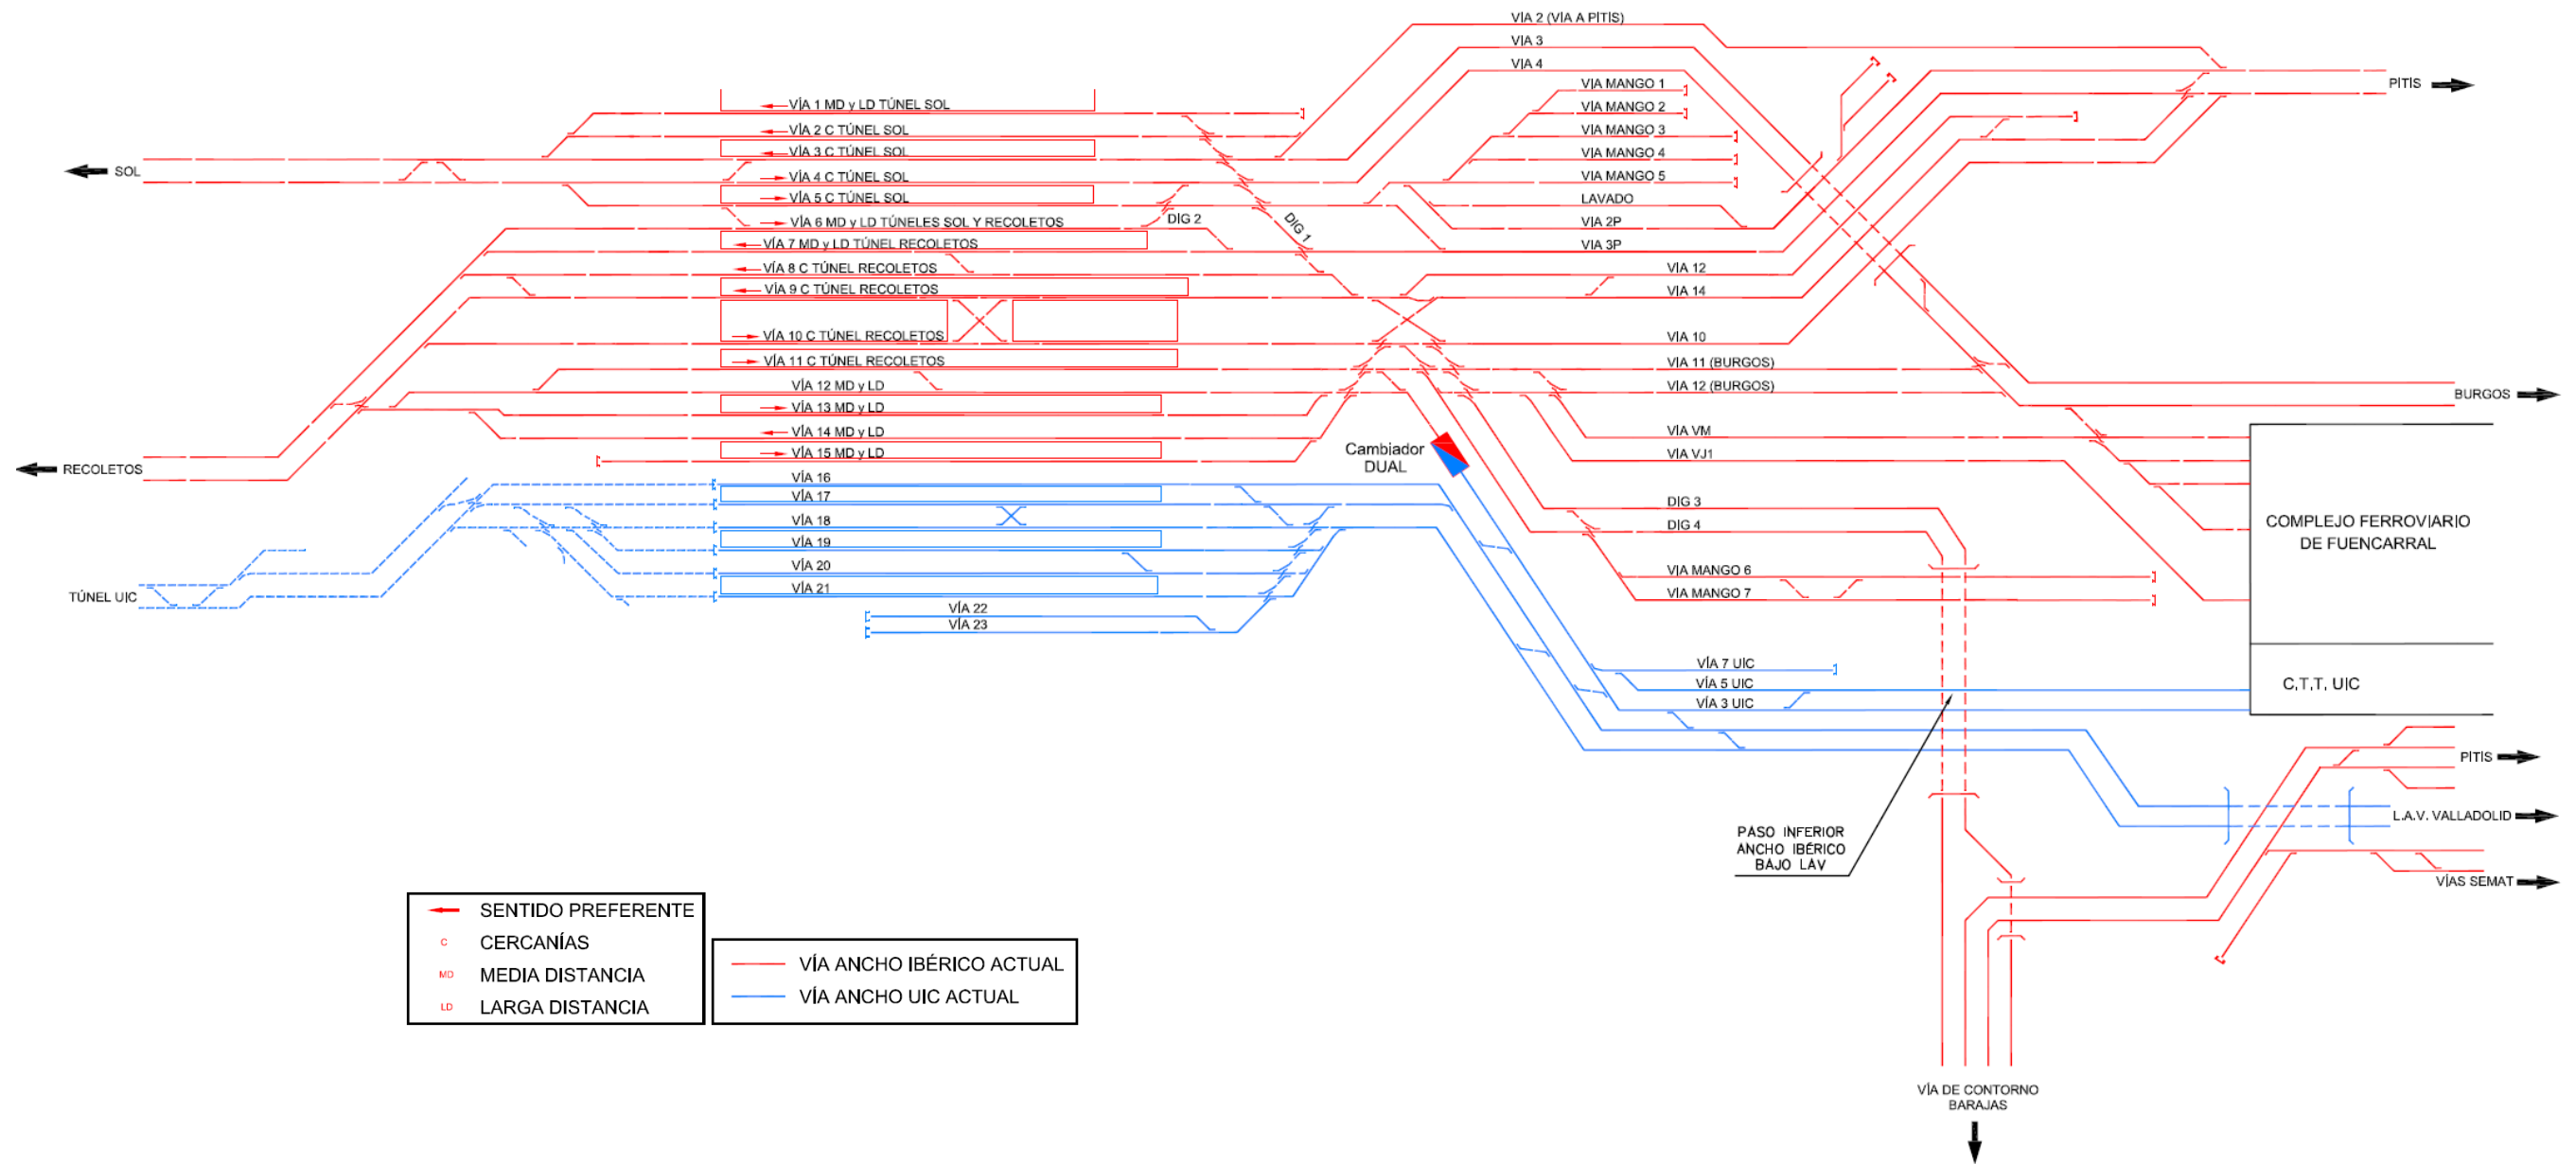 VÍA 2 (VÍA A PITÍS)
VÍA 3
VÍA 4
VÍA MANGO 1
VÍA MANGO 2
VÍA MANGO 3
VÍA MANGO 4
VÍA MANGO 5
LAVADO
VÍA 2P
VÍA 3P
VÍA 12
VÍA 14
VÍA 10
VÍA 11 (BURGOS)
VÍA 12 (BURGOS)
VÍA VM
VÍA VJ1
DIG 3
DIG 4
VÍA MANGO 6
VÍA MANGO 7
VÍA 7 UIC
VÍA 5 UIC
VÍA 3 UIC
PITÍS
SOL
VÍA 1 MD y LD TÚNEL SOL
VÍA 2 C TÚNEL SOL
VÍA 3 C TÚNEL SOL
VÍA 4 C TÚNEL SOL
VÍA 5 C TÚNEL SOL
VÍA 6 MD y LD TÚNELES SOL Y RECOLETOS
VÍA 7 MD y LD TÚNEL RECOLETOS
VÍA 8 C TÚNEL RECOLETOS
VÍA 9 C TÚNEL RECOLETOS
VÍA 10 C TÚNEL RECOLETOS
VÍA 11 C TÚNEL RECOLETOS
VÍA 12 MD y LD
VÍA 13 MD y LD
VÍA 14 MD y LD
VÍA 15 MD y LD
VÍA 16
VÍA 17
VÍA 18
VÍA 19
VÍA 20
VÍA 21
VÍA 22
VÍA 23
DIG 2
DIG 1
RECOLETOS
TÚNEL UIC
Cambiador
DUAL
BURGOS
COMPLEJO FERROVIARIO
DE FUENCARRAL
C.T.T. UIC
PITÍS
L.A.V. VALLADOLID
VÍAS SEMAT
PASO INFERIOR
ANCHO IBÉRICO
BAJO LAV
VÍA DE CONTORNO
BARAJAS
SENTIDO PREFERENTE
C CERCANÍAS
MD MEDIA DISTANCIA
LD LARGA DISTANCIA
VÍA ANCHO IBÉRICO ACTUAL
VÍA ANCHO UIC ACTUAL